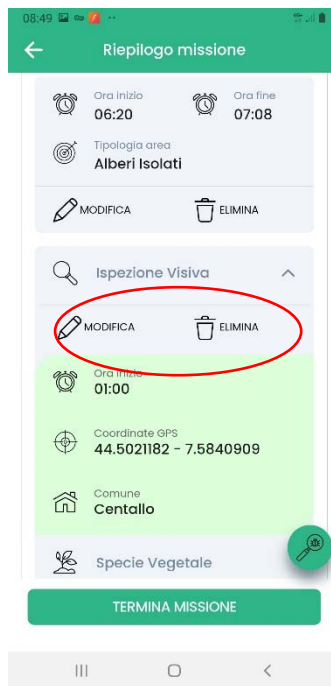 08:49
Riepilogo missione
Ora inizio Ora fine
06:20 07:08
Tipologia area
Alberi Isolati
MODIFICA ELIMINA
Ispezione Visiva
MODIFICA ELIMINA
Ora inizio
01:00
Coordinate GPS
44.5021182 - 7.5840909
Comune
Centallo
Specie Vegetale
TERMINA MISSIONE